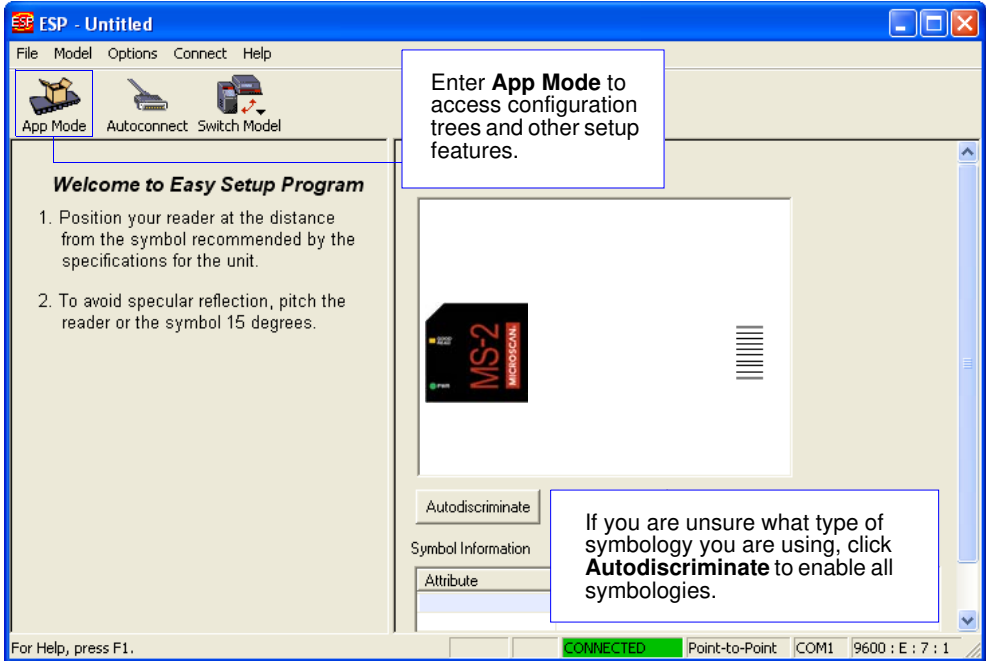 ESP - Untitled
File Model Options Connect Help
App Mode Autoconnect Switch Model
Enter App Mode to
access configuration
trees and other setup
features.
Welcome to Easy Setup Program
1. Position your reader at the distance
from the symbol recommended by the
specifications for the unit.
2. To avoid specular reflection, pitch the
reader or the symbol 15 degrees.
GOOD
READ
PWR
MS-2
MICROSCAN.
Autodiscriminate
If you are unsure what type of
symbology you are using, click
Autodiscriminate to enable all
symbologies.
Symbol Information
Attribute
For Help, press F1.
CONNECTED
Point-to-Point
COM1
9600 : E : 7 : 1